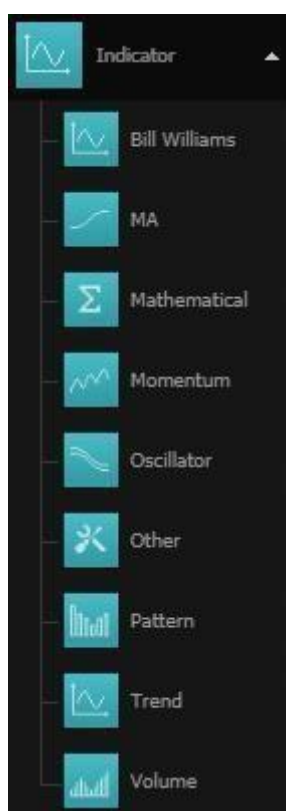 Indicator
Bill Williams
MA
Mathematical
Momentum
Oscillator
Other
Pattern
Trend
Volume